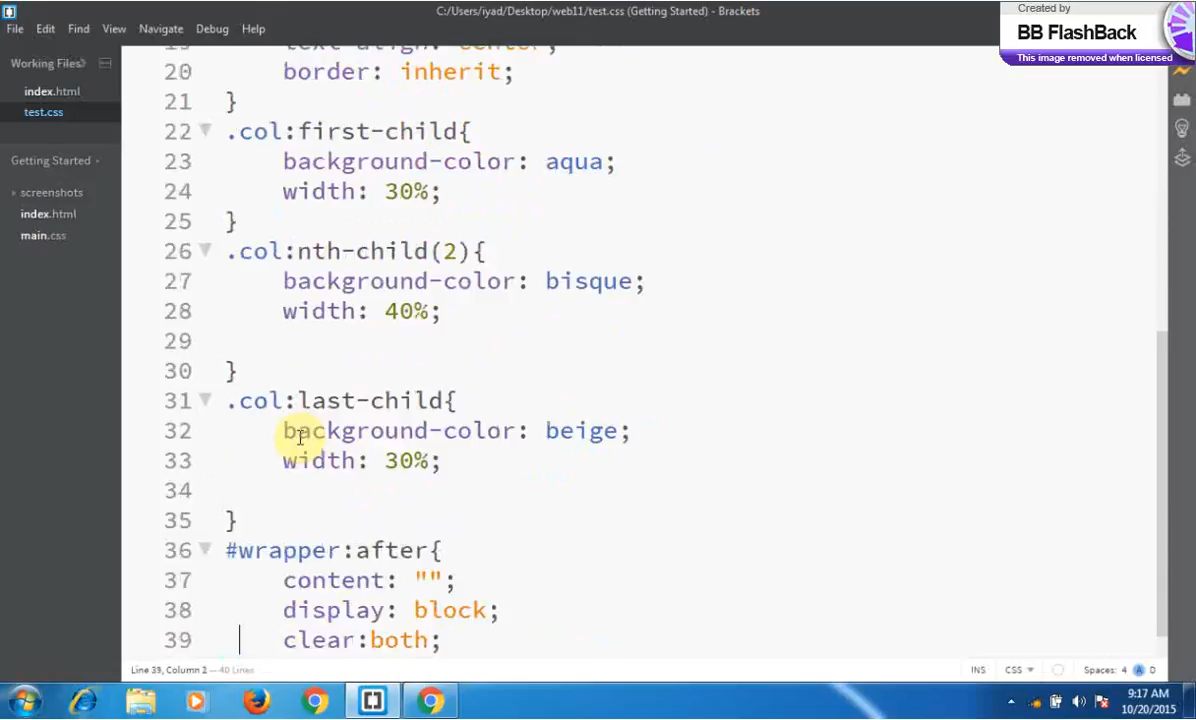 C:/Users/iyad/Desktop/web11/test.css (Getting Started) - Brackets
Created by
BB FlashBack
This image removed when licensed
File Edit Find View Navigate Debug Help
Working Files
index.html
test.css
Getting Started
screenshots
index.html
main.css
19 text-align: center;
20 border: inherit;
21 }
22 .col:first-child{
23 background-color: aqua;
24 width: 30%;
25 }
26 .col:nth-child(2){
27 background-color: bisque;
28 width: 40%;
29
30 }
31 .col:last-child{
32 background-color: beige;
33 width: 30%;
34
35 }
36 #wrapper:after{
37 content: "";
38 display: block;
39 clear:both;
Line 39, Column 2 — 40 Lines
INS CSS Spaces: 4 0
9:17 AM
10/20/2015